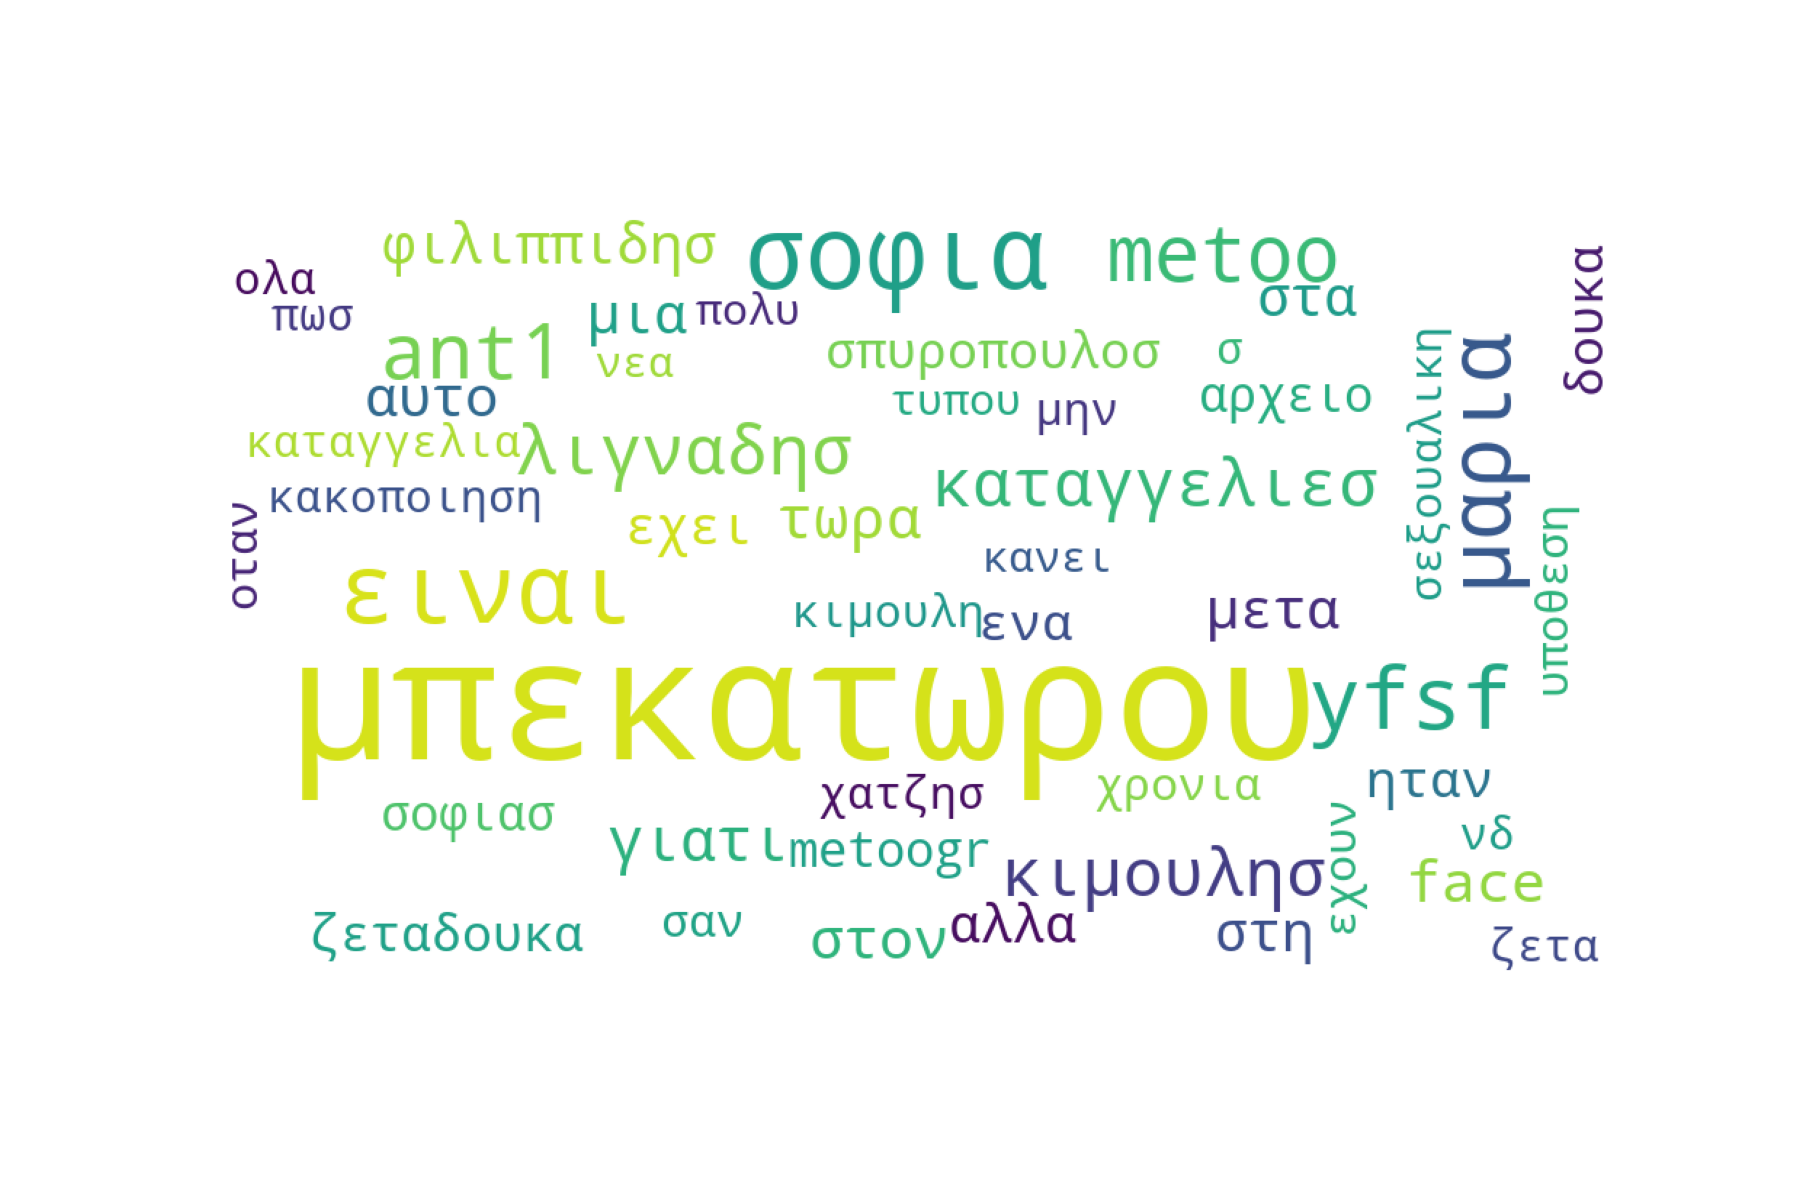 φιλιππιδησ
σοφια
metoo
δουκα
ολα
πωσ
μια
πολυ
στα
ant1
νεα
σπυροπουλοσ
σ
σεξουαλικη
μαρια
αυτο
τυπου
μην
αρχειο
καταγγελια
λιγναδησ
καταγγελιεσ
κακοποιηση
οταν
εχει
τωρα
κανει
υποθεση
ειναι
κιμουλη
ενα
μετα
μπεκατωρου
yfsf
χατζησ
χρονια
ηταν
σοφιασ
γιατι
metoogr
κιμουλησ
εχουν
νδ
face
ζεταδουκα
σαν
στον
αλλα
στη
ζετα